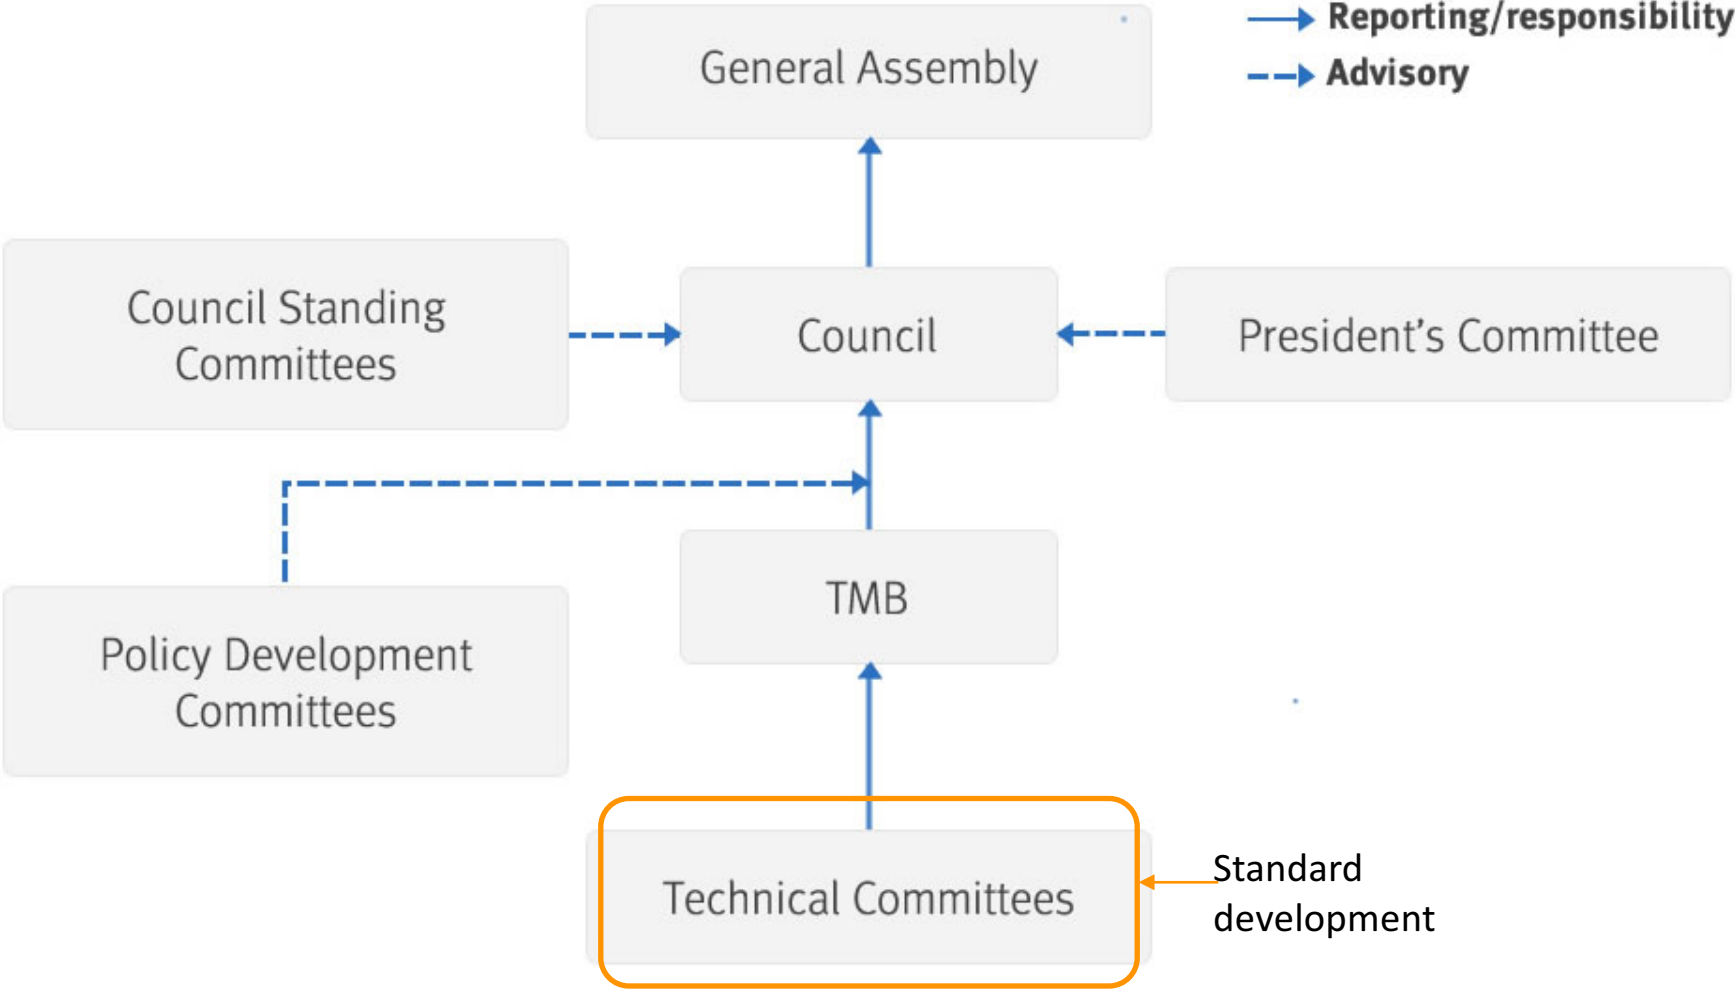 General Assembly
Reporting/responsibility
Advisory
Council Standing
Committees
Council
President’s Committee
Policy Development
Committees
TMB
Technical Committees
Standard
development